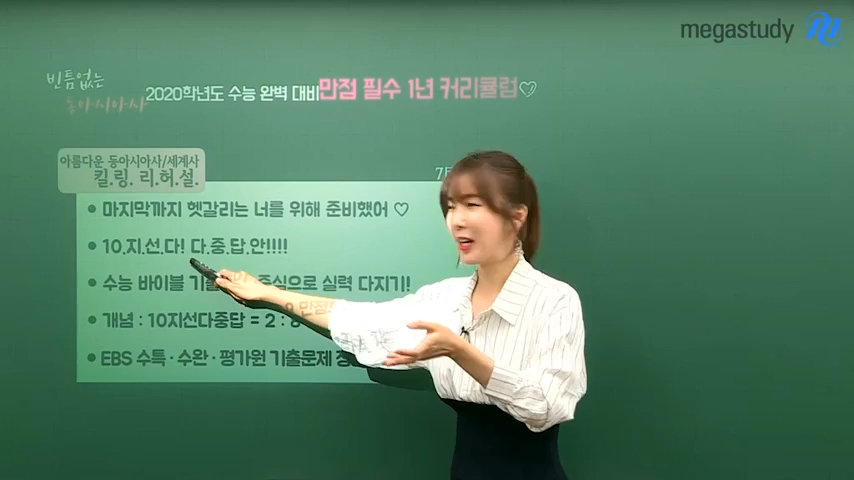 megastudy
빈틈없는
동아시아사
2020학년도 수능 완벽 대비 만점 필수 1년 커리큘럼♡
아름다운 동아시아사/세계사
킬.링. 리.허.설.
• 마지막까지 헷갈리는 너를 위해 준비했어 ♡
• 10.지.선.다! 다.중.답.안!!!!
• 수능 바이블 중심으로 실력 다지기!
• 개념 : 10지선다중답 = 2 :
• EBS 수특 · 수완 · 평가원 기출문제